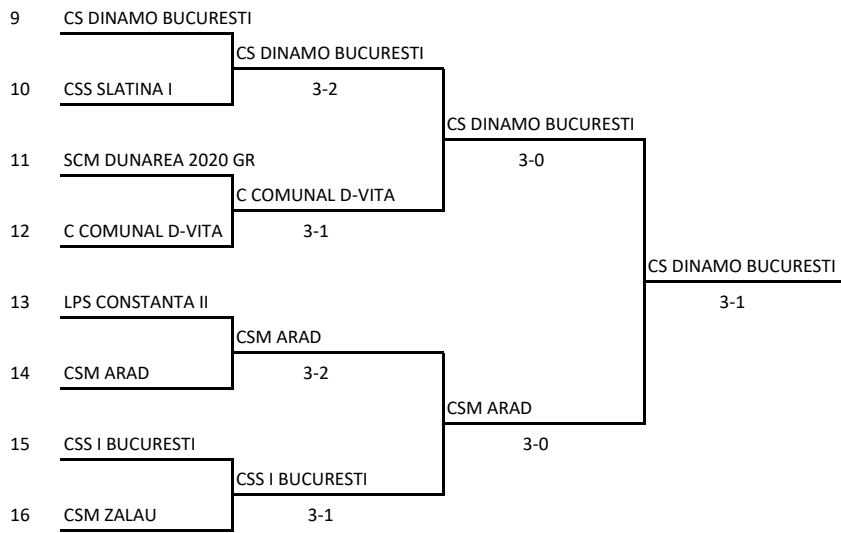 9 CS DINAMO BUCURESTI
CS DINAMO BUCURESTI
10 CSS SLATINA I 3-2
CS DINAMO BUCURESTI
11 SCM DUNAREA 2020 GR 3-0
C COMUNAL D-VITA
12 C COMUNAL D-VITA 3-1
CS DINAMO BUCURESTI
13 LPS CONSTANTA II 3-1
CSM ARAD
14 CSM ARAD 3-2
CSM ARAD
15 CSS I BUCURESTI 3-0
CSS I BUCURESTI
16 CSM ZALAU 3-1